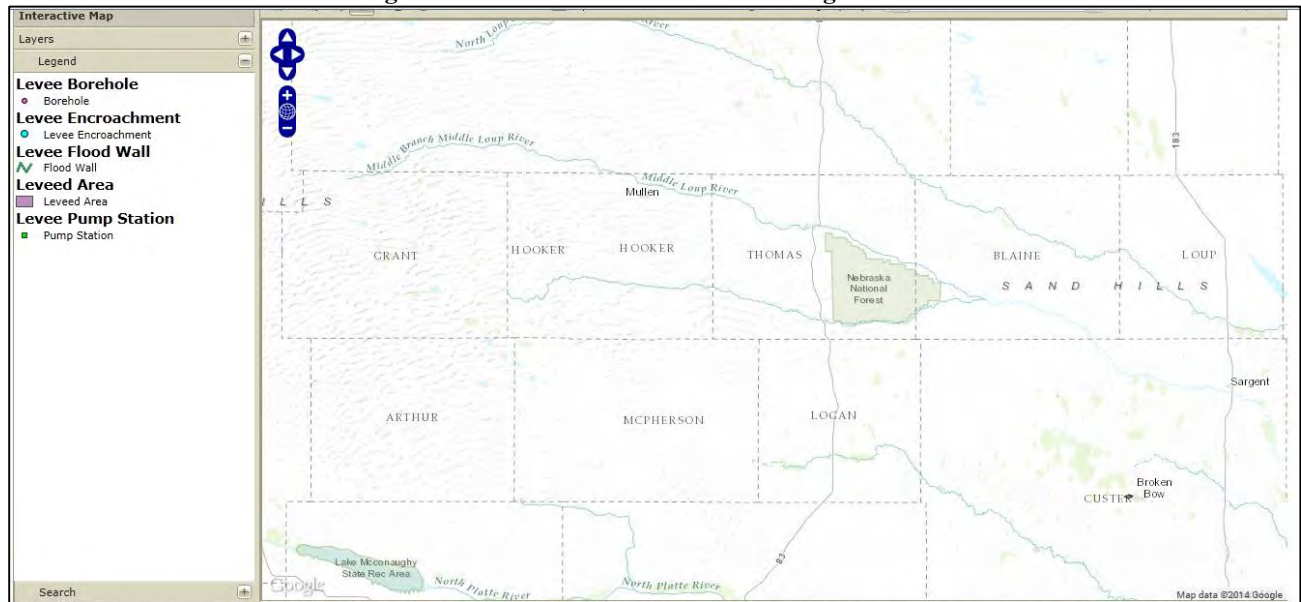 Interactive Map
Layers
Legend
Levee Borehole
Borehole
Levee Encroachment
Levee Encroachment
Levee Flood Wall
Flood Wall
Leveed Area
Leveed Area
Levee Pump Station
Pump Station
Search
River
North Loup
183
Middle Branch Middle Loup River
Middle Loup River
Mullen
I L L S
GRANT
HOOKER
HOOKER
THOMAS
BLAINE
LOUP
Nebraska
National
Forest
SAND HILLS
Sargent
ARTHUR
MCPHERSON
LOGAN
Broken
Bow
CUSTER
83
Lake Mcconaughy
State Rec Area
North Platte River
North Platte River
Google
Map data ©2014 Google